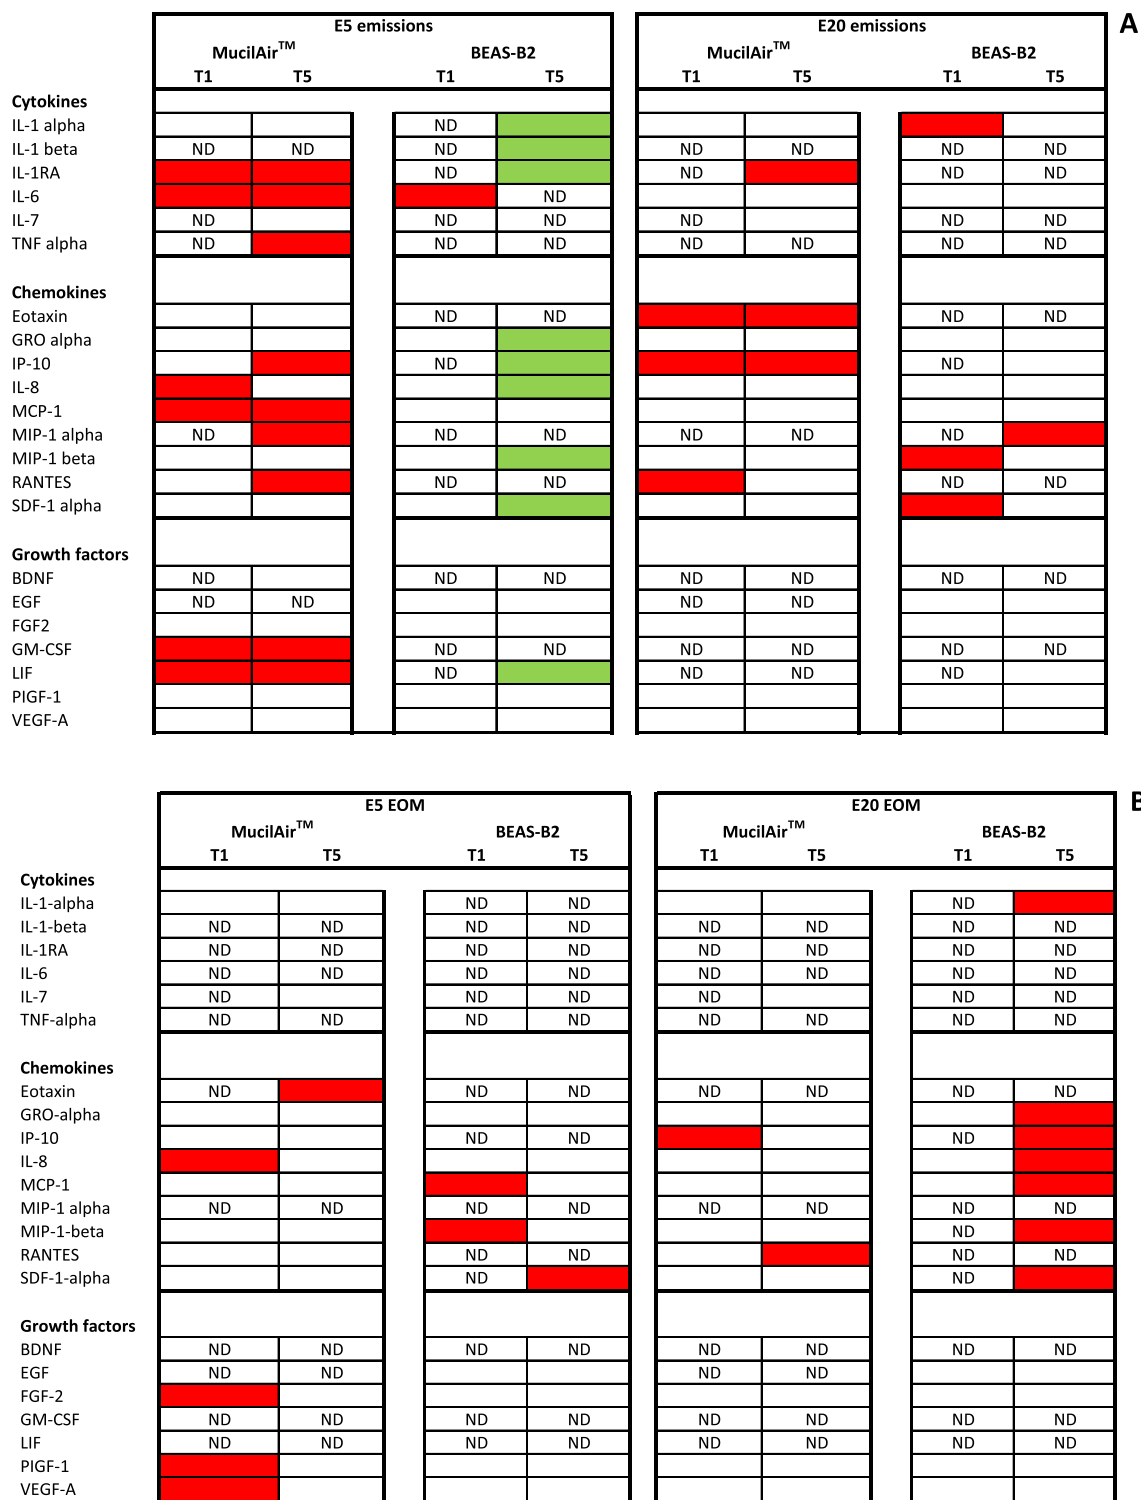 E5 emissions E20 emissions A
MucilAir™ BEAS-B2 MucilAir™ BEAS-B2
T1 T5 T1 T5 T1 T5 T1 T5
Cytokines
IL-1 alpha ND
IL-1 beta ND ND ND ND ND ND ND
IL-1RA ND ND ND ND
IL-6 ND
IL-7 ND ND ND ND ND ND
TNF alpha ND ND ND ND ND ND ND
Chemokines
Eotaxin ND ND ND ND
GRO alpha
IP-10 ND ND
IL-8
MCP-1
MIP-1 alpha ND ND ND ND ND ND
MIP-1 beta
RANTES ND ND ND ND
SDF-1 alpha
Growth factors
BDNF ND ND ND ND ND ND ND
EGF ND ND ND ND
FGF2
GM-CSF ND ND ND ND ND ND
LIF ND ND ND ND
PIGF-1
VEGF-A
E5 EOM E20 EOM B
MucilAir™ BEAS-B2 MucilAir™ BEAS-B2
T1 T5 T1 T5 T1 T5 T1 T5
Cytokines
IL-1-alpha ND ND ND
IL-1-beta ND ND ND ND ND ND ND ND
IL-1RA ND ND ND ND ND ND ND ND
IL-6 ND ND ND ND ND ND ND ND
IL-7 ND ND ND ND ND ND
TNF-alpha ND ND ND ND ND ND ND ND
Chemokines
Eotaxin ND ND ND ND ND ND ND
GRO-alpha
IP-10 ND ND ND
IL-8
MCP-1
MIP-1 alpha ND ND ND ND ND ND ND ND
MIP-1-beta ND
RANTES ND ND ND ND
SDF-1-alpha ND ND
Growth factors
BDNF ND ND ND ND ND ND ND ND
EGF ND ND ND ND
FGF-2
GM-CSF ND ND ND ND ND ND ND ND
LIF ND ND ND ND ND ND ND ND
PIGF-1
VEGF-A